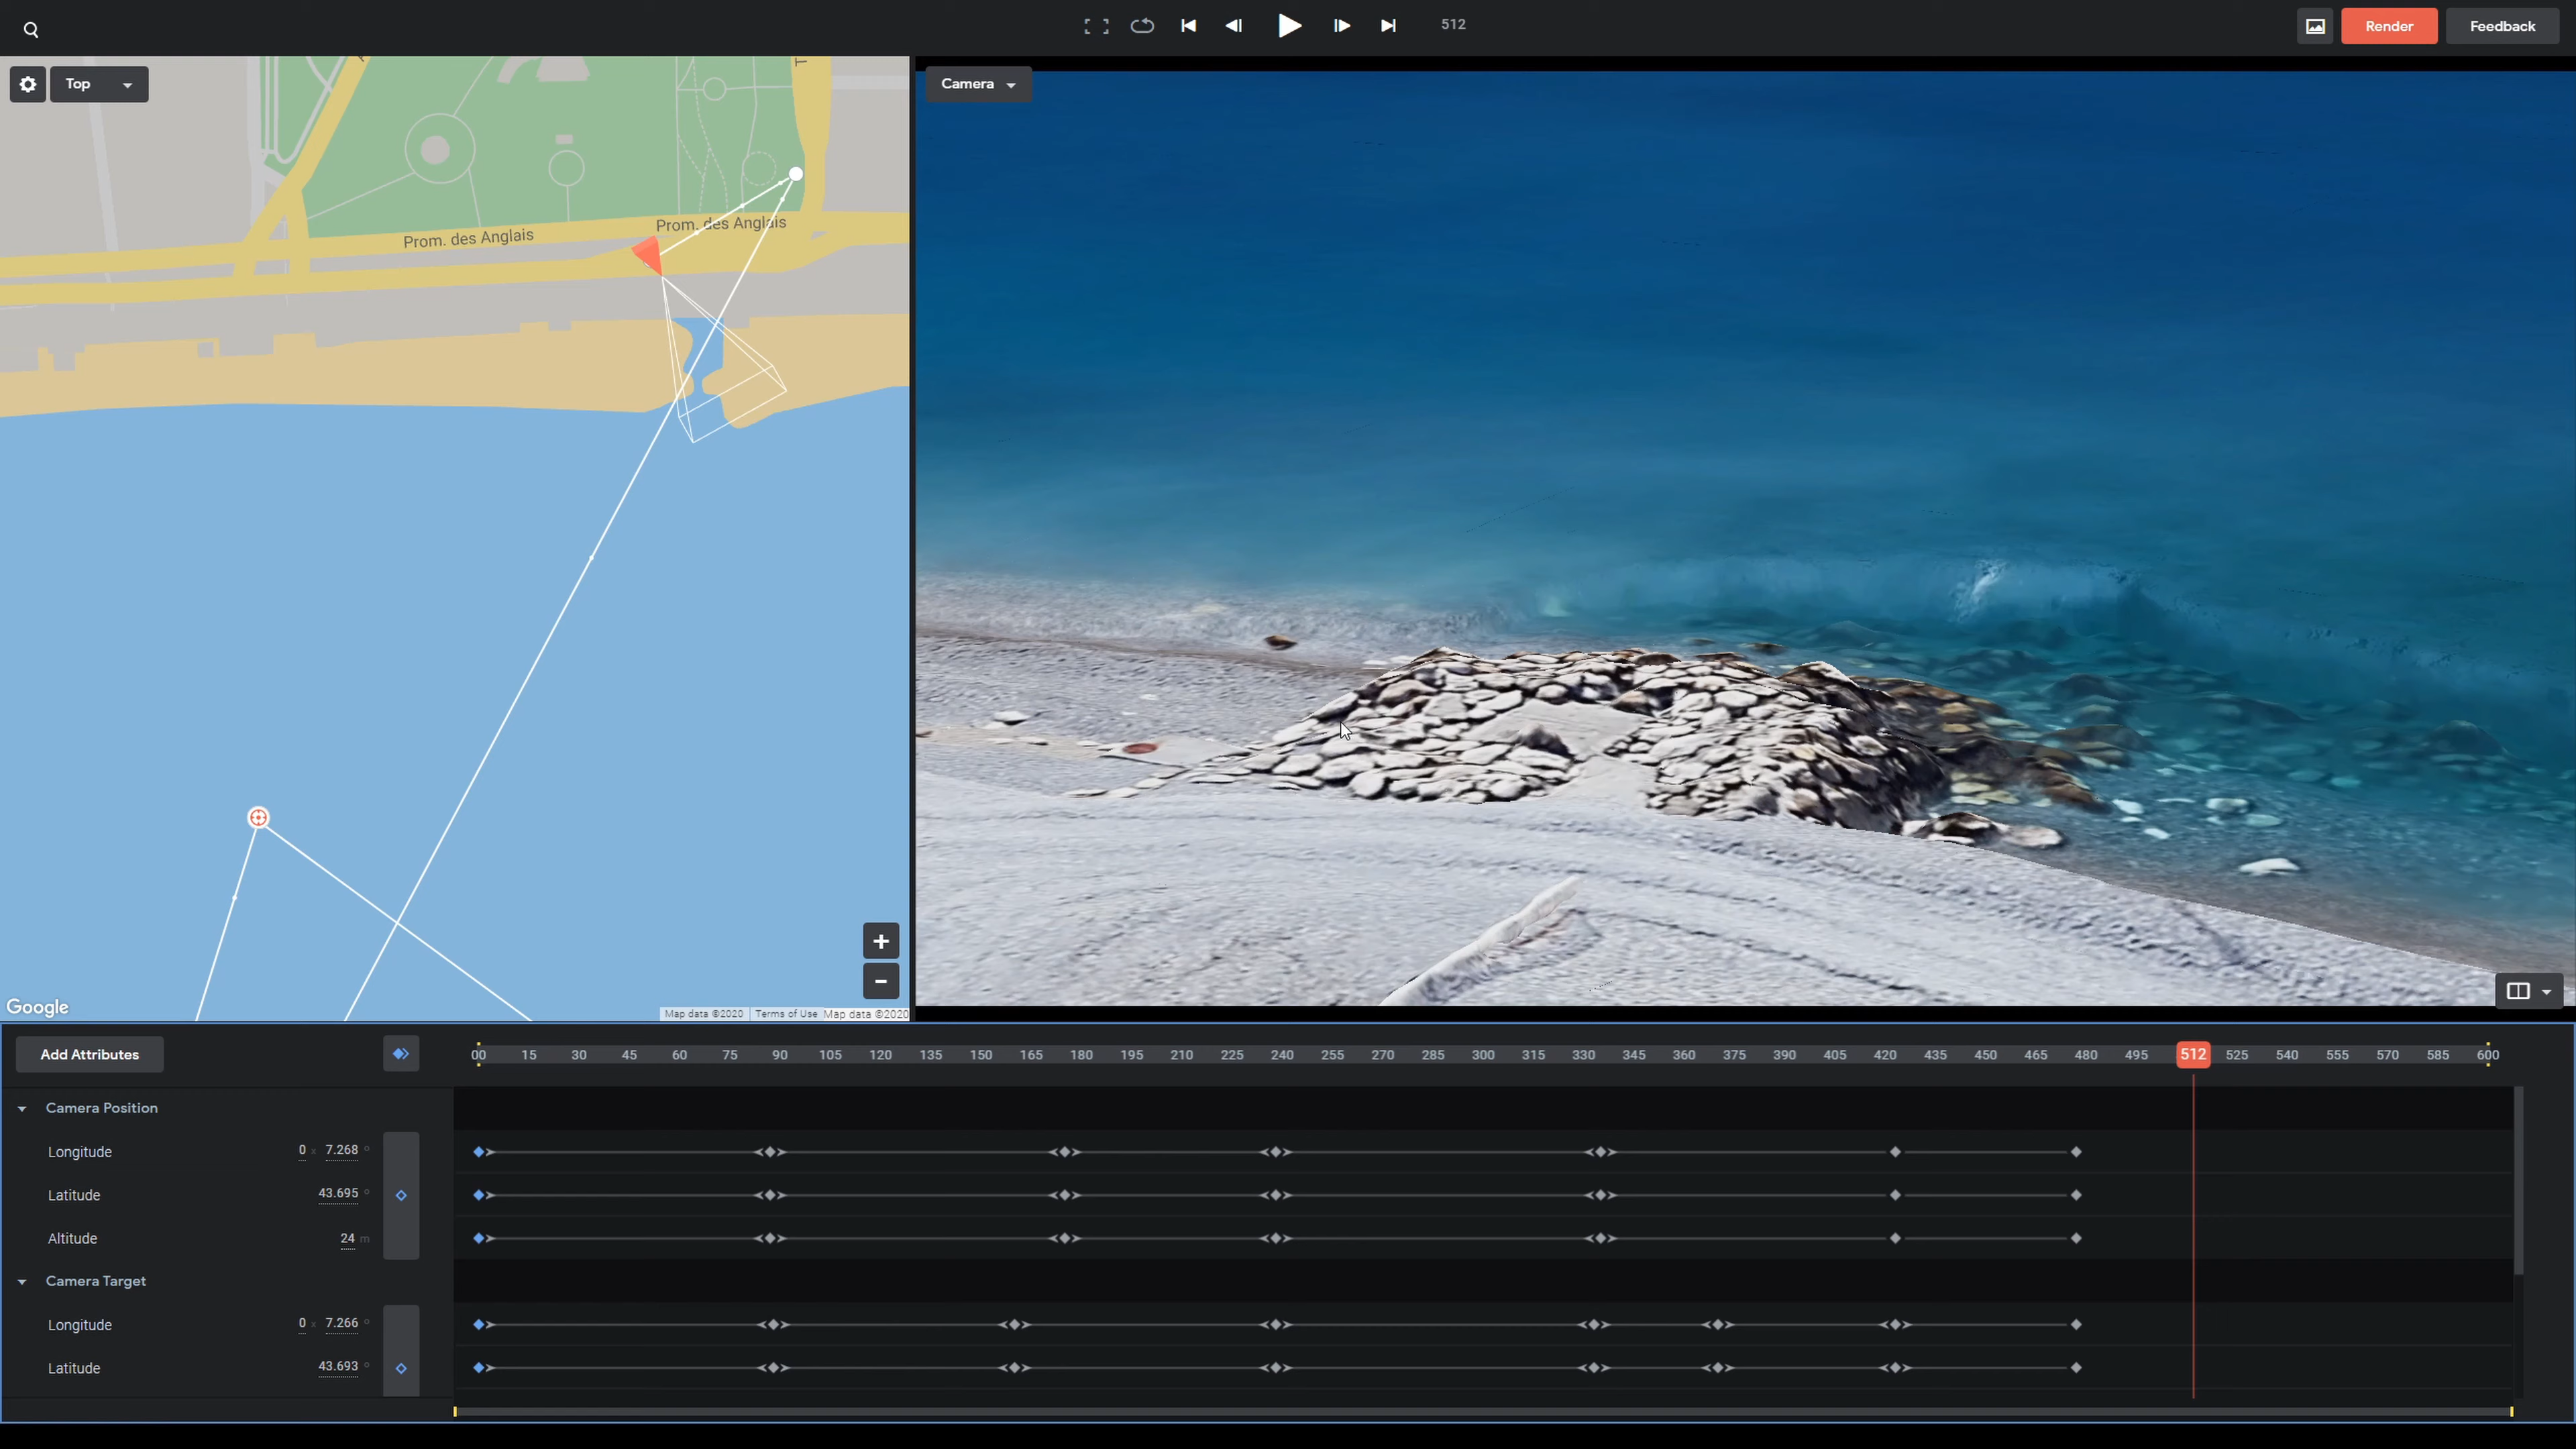 512
Render
Feedback
Top
Camera
T
Prom. des Anglais
Prom. des Anglais
Google
Map data ©2020
Terms of Use
Map data ©2020
Add Attributes
00 15 30 45 60 75 90 105 120 135 150 165 180 195 210 225 240 255 270 285 300 315 330 345 360 375 390 405 420 435 450 465 480 495 512 525 540 555 570 585 600
Camera Position
Longitude 0 x 7.268 °
Latitude 43.695 °
Altitude 24 m
Camera Target
Longitude 0 x 7.266 °
Latitude 43.693 °